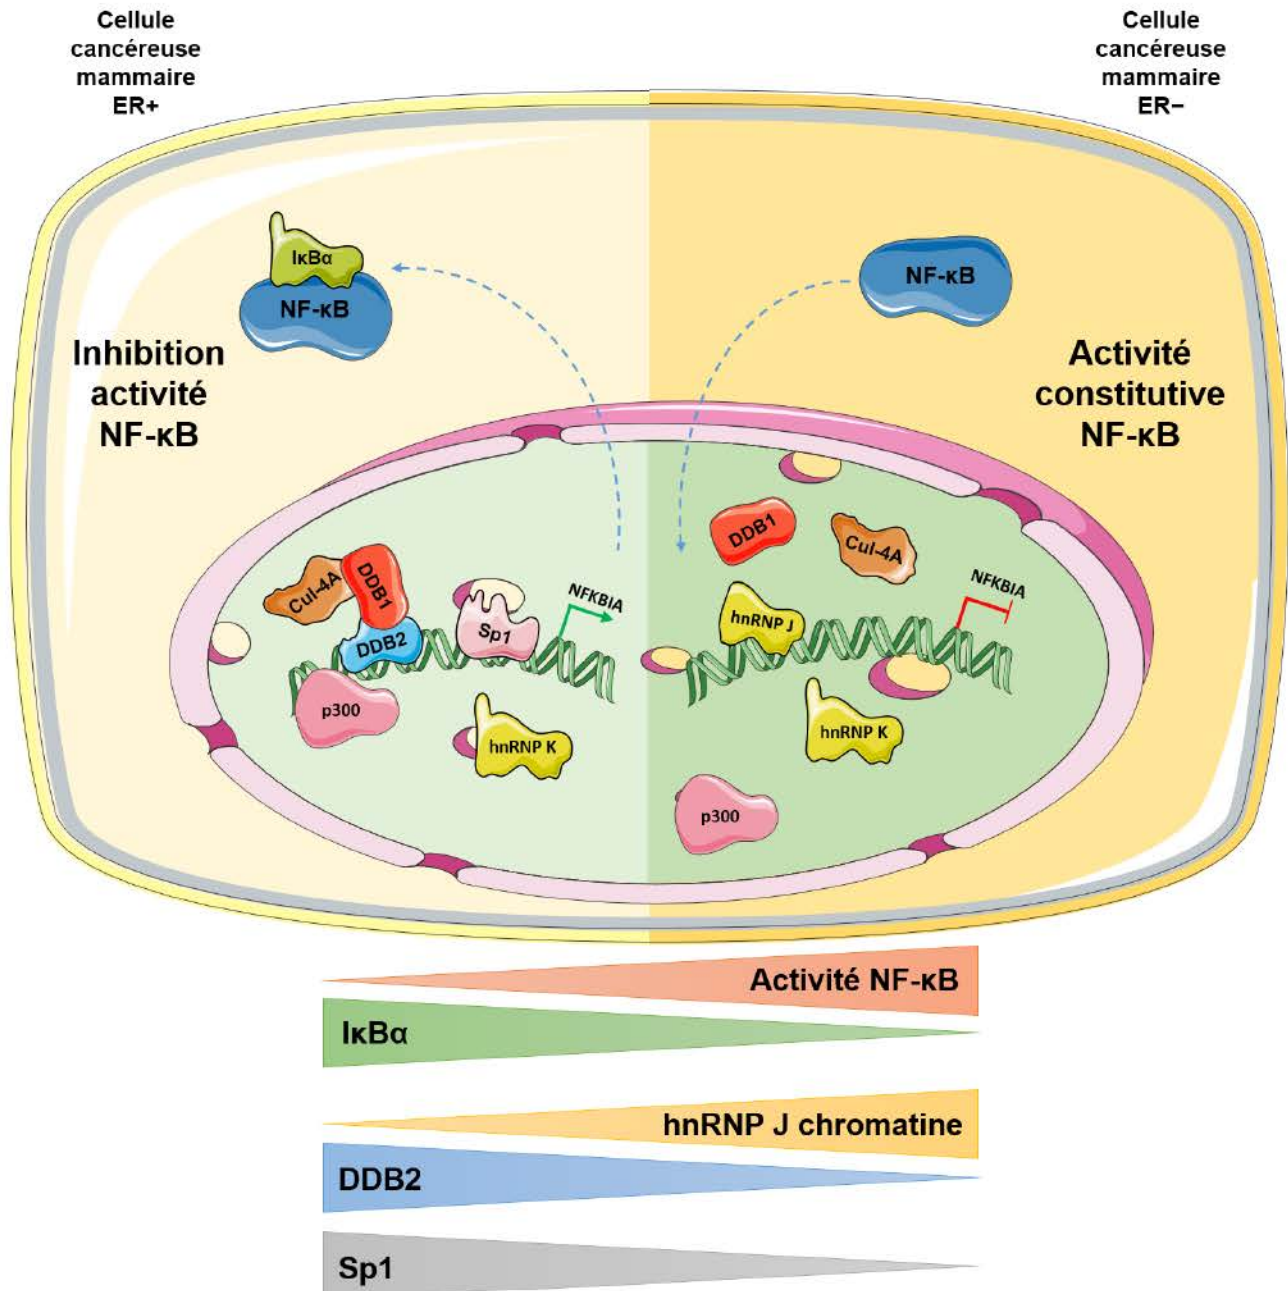 Cellule
cancéreuse
mammaire
ER+
Cellule
cancéreuse
mammaire
ER−
IκBα
NF-κB
NF-κB
Inhibition
activité
NF-κB
Activité
constitutive
NF-κB
Cul-4A
DDB1
DDB2
p300
Sp1
NFKBIA
hnRNP K
DDB1
Cul-4A
hnRNP J
NFKBIA
hnRNP K
p300
Activité NF-κB
IκBα
hnRNP J chromatine
DDB2
Sp1